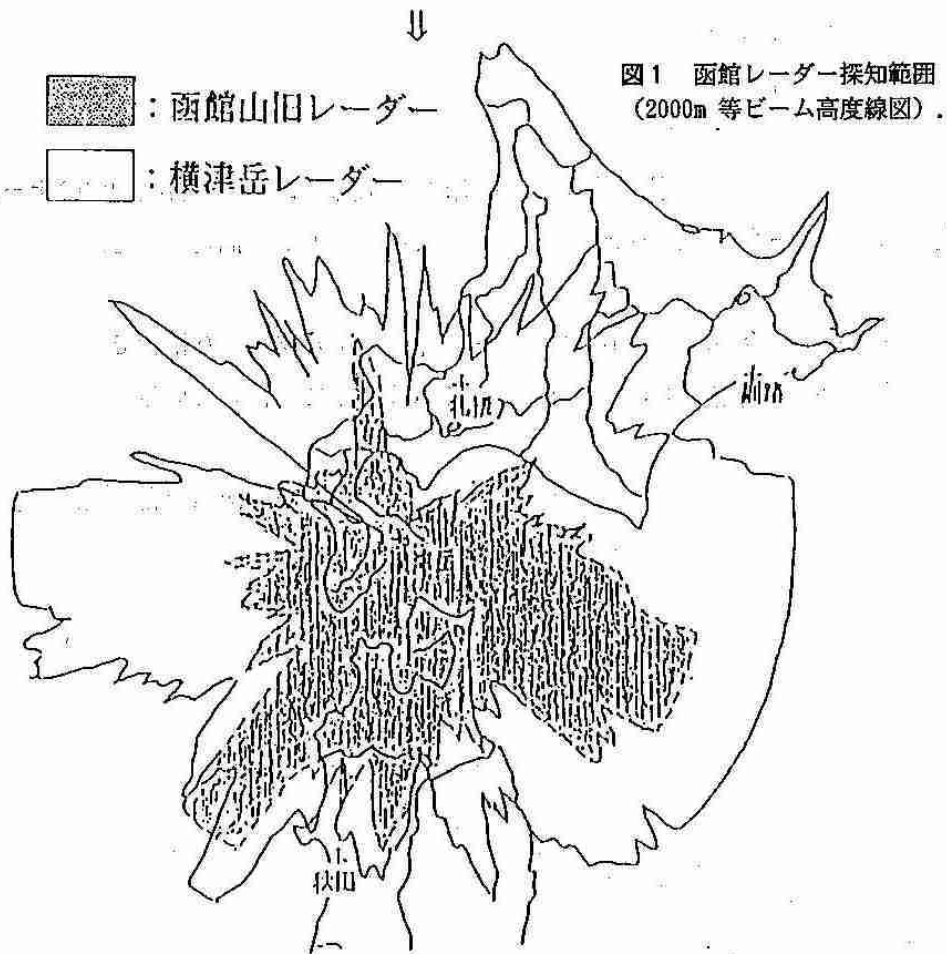 ⇓
図1 函館レーダー探知範囲
(2000m 等ビーム高度線図).
:函館山旧レーダー
:横津岳レーダー
札幌
釧路
秋田